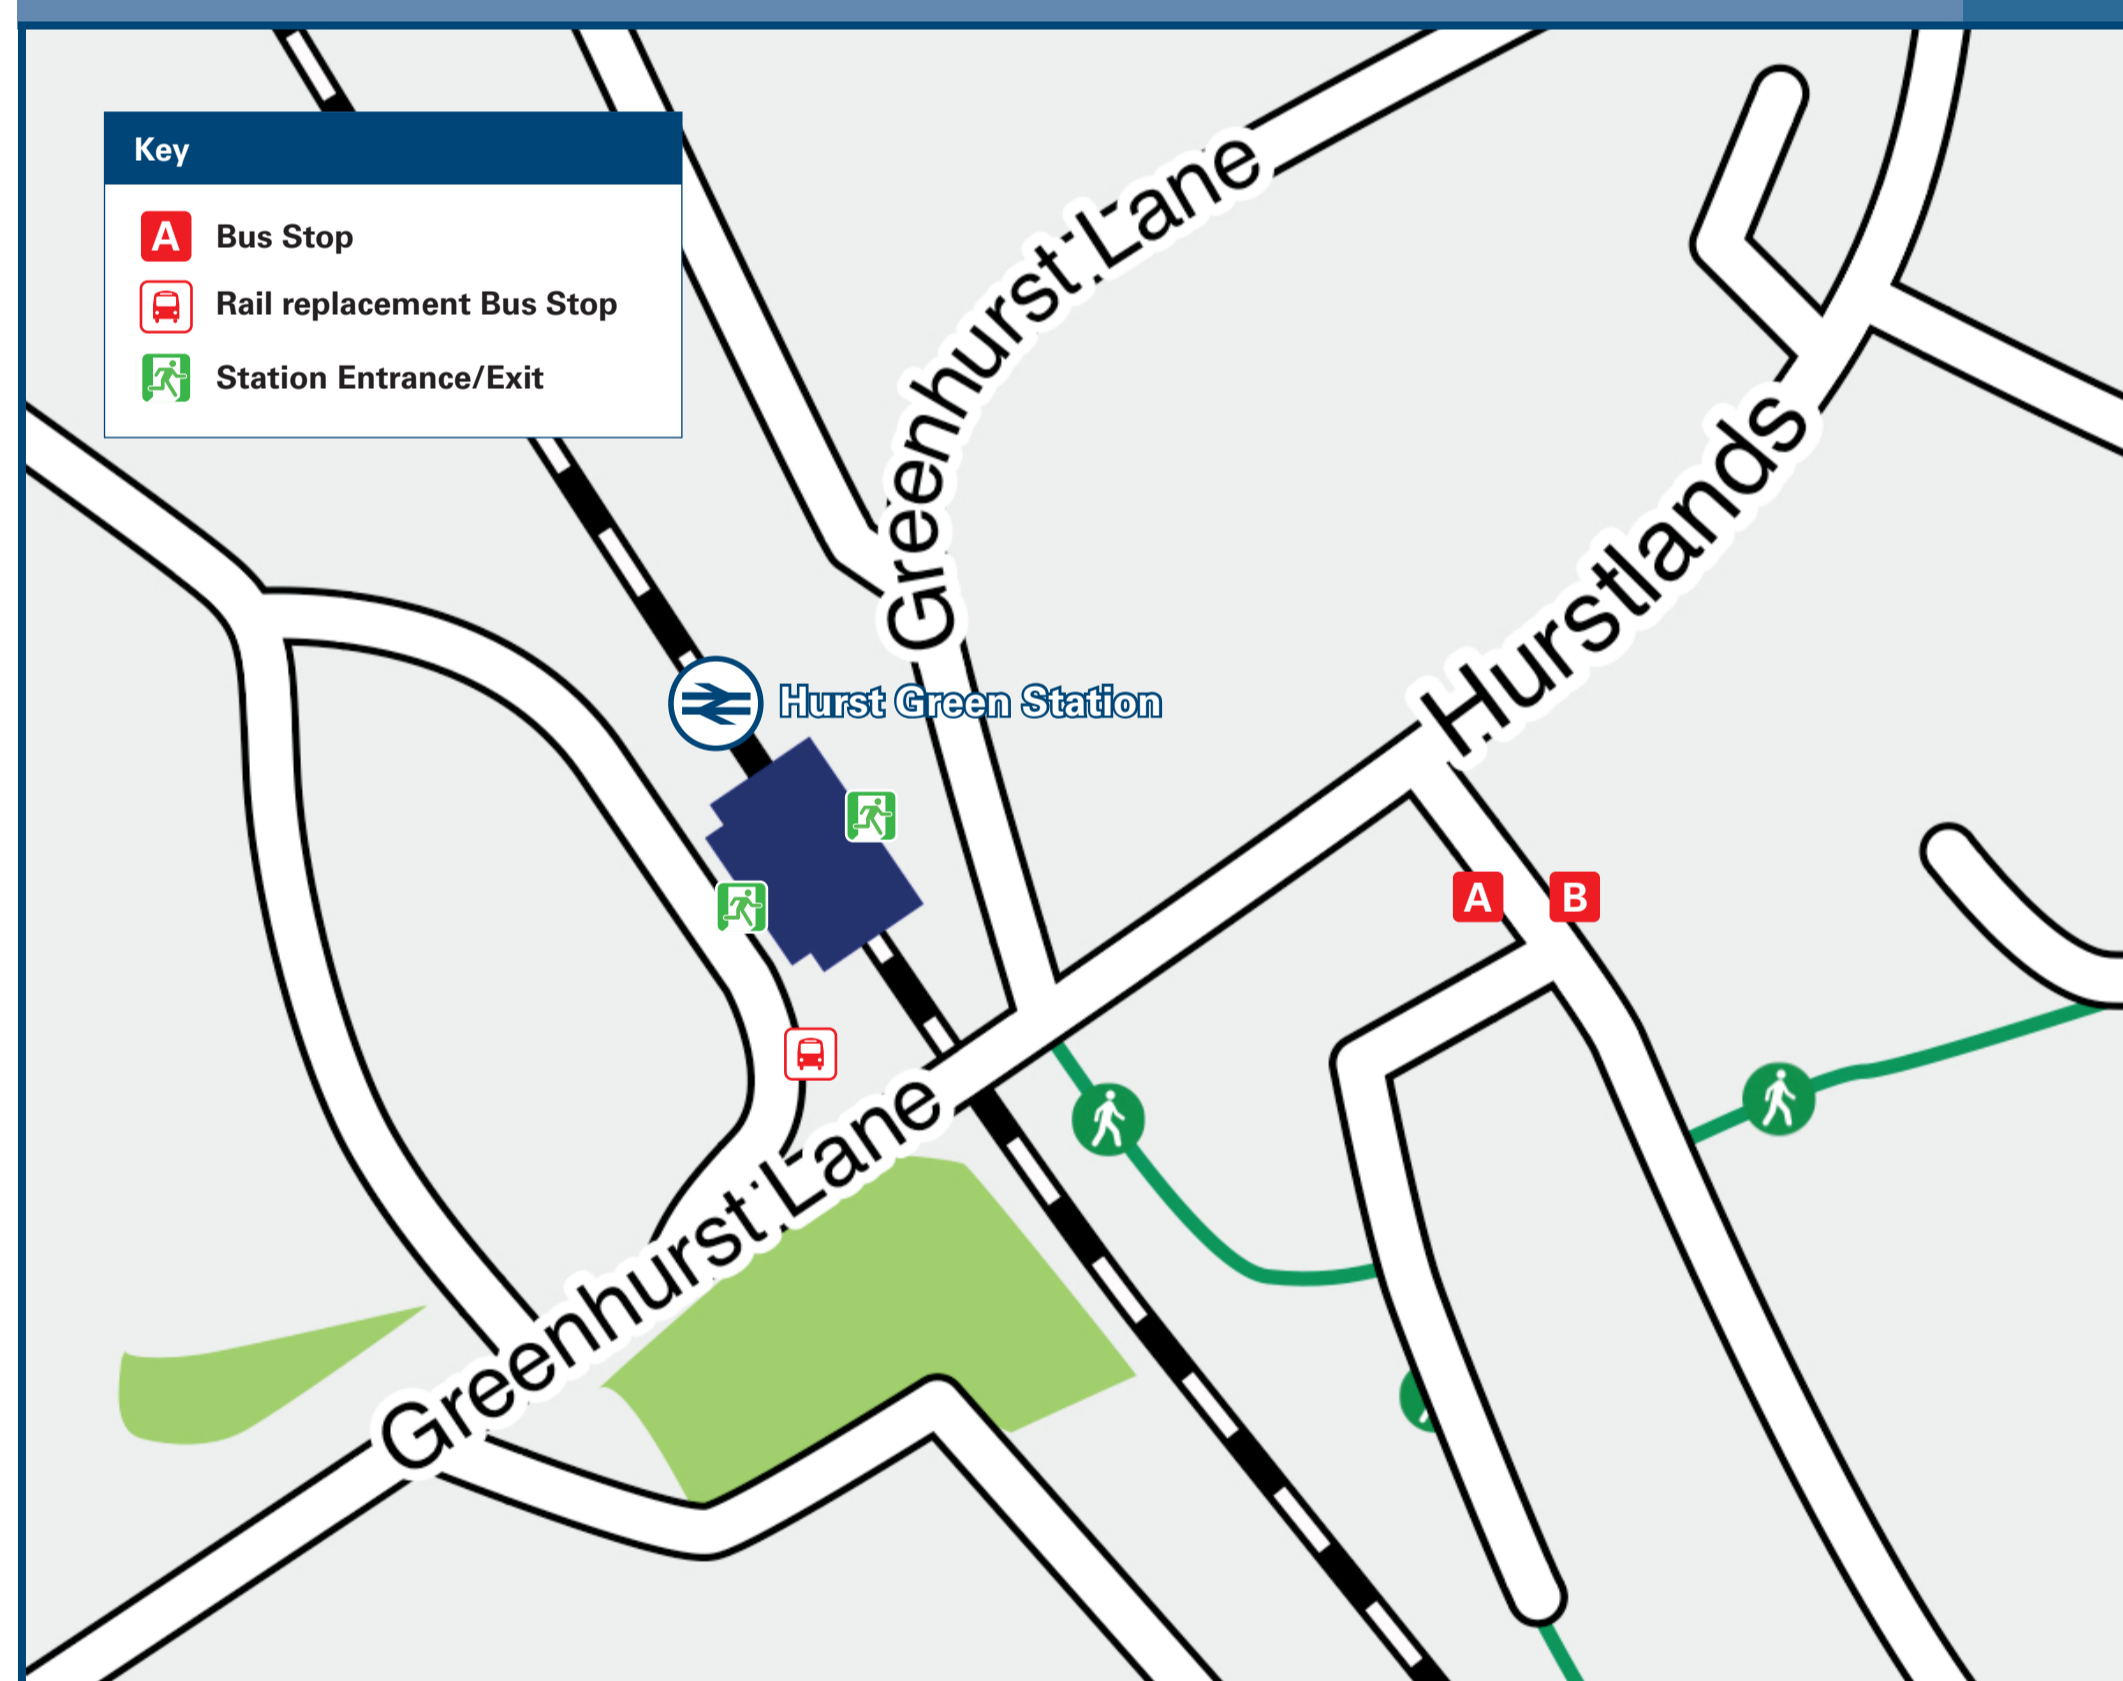 Key
A Bus Stop
Rail replacement Bus Stop
Station Entrance/Exit
Greenhurst Lane
Hurstlands
Hurst Green Station
A
B
Greenhurst Lane